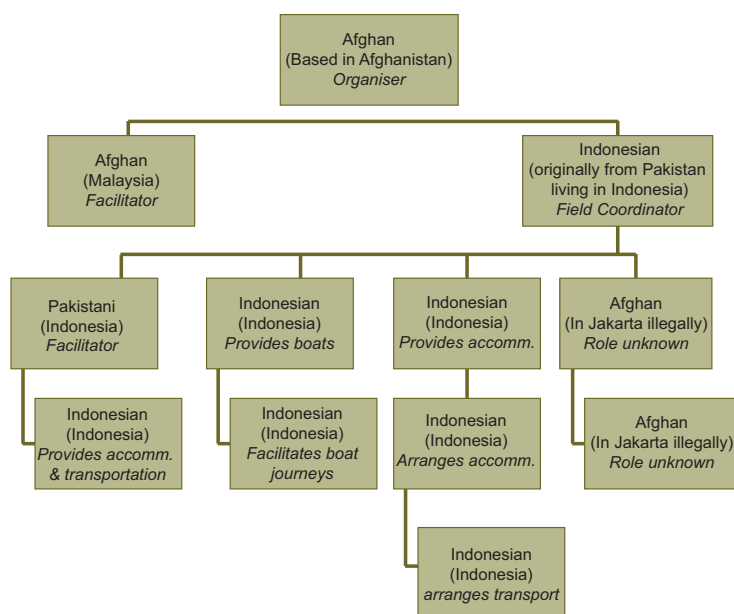 Afghan
(Based in Afghanistan)
Organiser
Afghan
(Malaysia)
Facilitator
Indonesian
(originally from Pakistan
living in Indonesia)
Field Coordinator
Pakistani
(Indonesia)
Facilitator
Indonesian
(Indonesia)
Provides boats
Indonesian
(Indonesia)
Provides accomm.
Afghan
(In Jakarta illegally)
Role unknown
Indonesian
(Indonesia)
Provides accomm.
& transportation
Indonesian
(Indonesia)
Facilitates boat
journeys
Indonesian
(Indonesia)
Arranges accomm.
Afghan
(In Jakarta illegally)
Role unknown
Indonesian
(Indonesia)
arranges transport